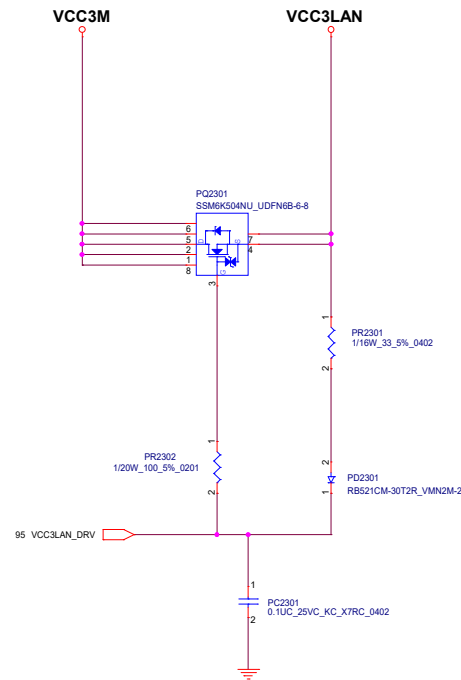 VCC3M
VCC3LAN
PQ2301
SSM6K504NU_UDFN6B-6-8
6
5
2
1
8
D
S
G
7
4
3
1
PR2301
1/16W_33_5%_0402
2
1
PR2302
1/20W_100_5%_0201
2
2
PD2301
1
RB521CM-30T2R_VMN2M-2
95 VCC3LAN_DRV
1
PC2301
0.1UC_25VC_KC_X7RC_0402
2